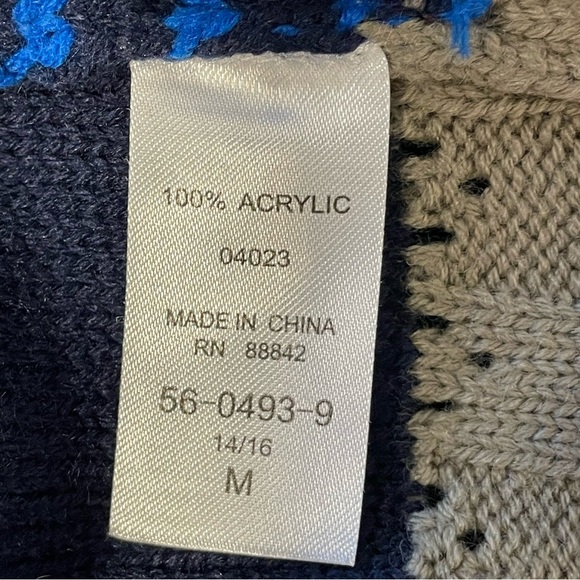 100% ACRYLIC
04023
MADE IN CHINA
RN 88842
56-0493-9
14/16
M